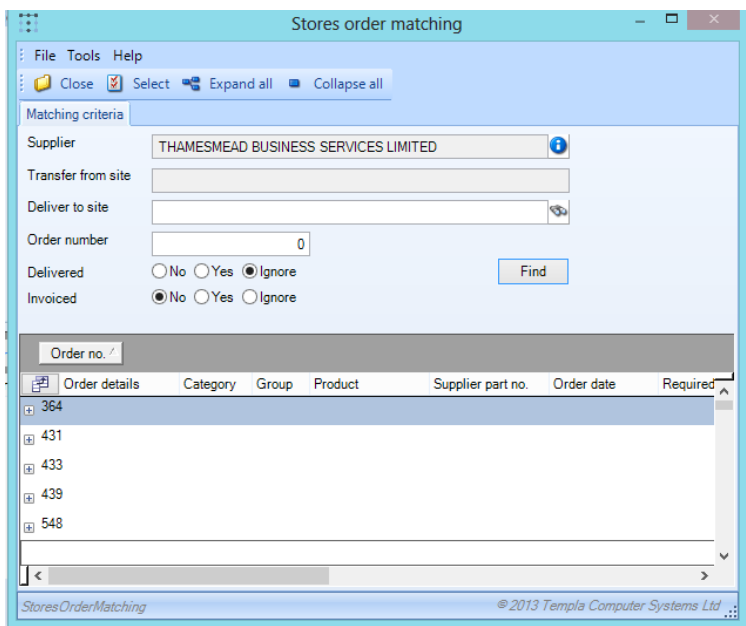 Stores order matching
File Tools Help
Close Select Expand all Collapse all
Matching criteria
Supplier THAMESMEAD BUSINESS SERVICES LIMITED
Transfer from site
Deliver to site
Order number 0
Delivered No Yes Ignore Find
Invoiced No Yes Ignore
Order no.
Order details Category Group Product Supplier part no. Order date Required
364
431
433
439
548
StoresOrderMatching © 2013 Templa Computer Systems Ltd